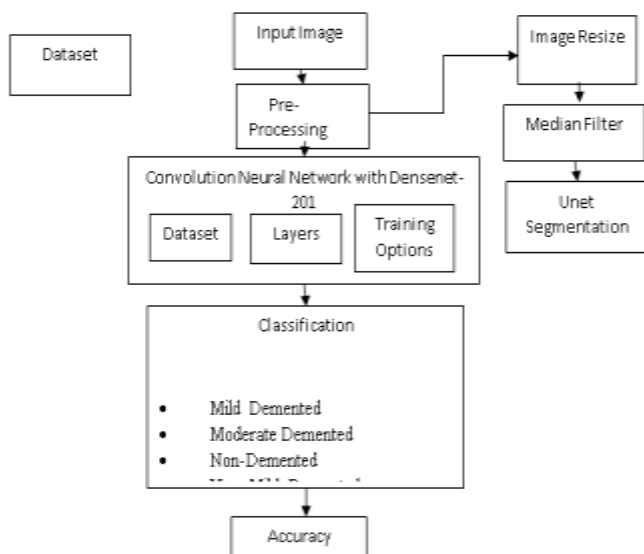 Dataset
Input Image
Image Resize
Pre-
Processing
Median Filter
Unet
Segmentation
Convolution Neural Network with Densenet-
201
Dataset
Layers
Training
Options
Classification
• Mild Demented
• Moderate Demented
• Non-Demented
Accuracy